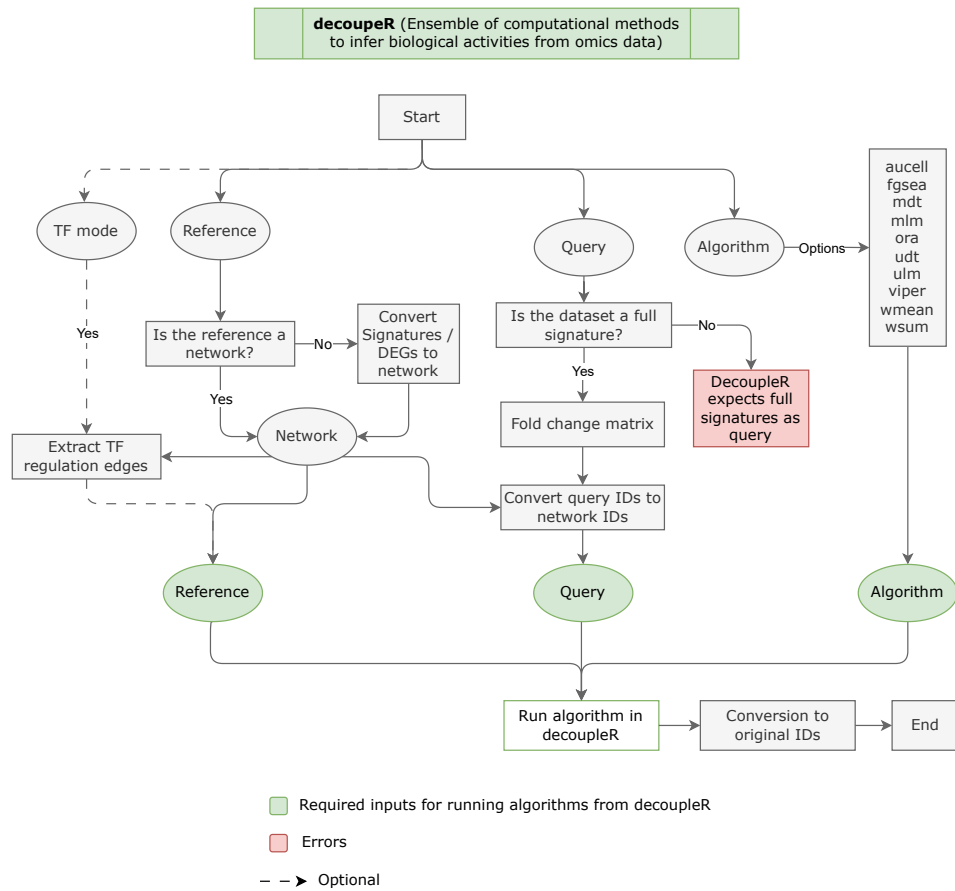 decoupeR (Ensemble of computational methods
to infer biological activities from omics data)
Start
TF mode
Reference
Query
Algorithm
Options
aucell
fgsea
mdt
mlm
ora
udt
ulm
viper
wmean
wsum
Yes
Is the reference a
network?
No
Convert
Signatures /
DEGs to
network
Yes
Is the dataset a full
signature?
No
Yes
DecoupleR
expects full
signatures as
query
Fold change matrix
Network
Extract TF
regulation edges
Convert query IDs to
network IDs
Reference
Query
Algorithm
Run algorithm in
decoupleR
Conversion to
original IDs
End
Required inputs for running algorithms from decoupleR
Errors
Optional